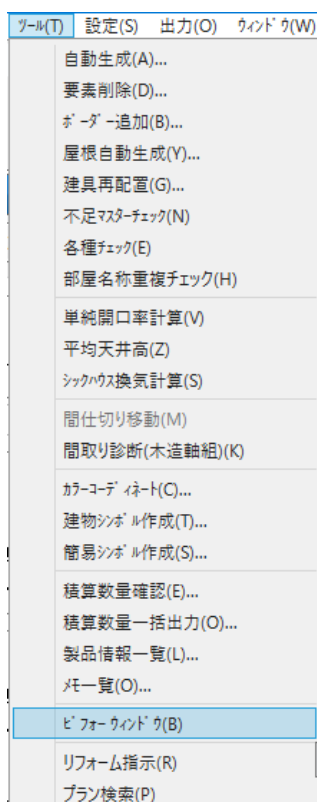 ﾂｰﾙ(T) 設定(S) 出力(O) ｳｨﾝﾄﾞｳ(W)
自動生成(A)...
要素削除(D)...
ﾎﾞｰﾀﾞｰ追加(B)...
屋根自動生成(Y)...
建具再配置(G)...
不足ﾏｽﾀｰﾁｪｯｸ(N)
各種ﾁｪｯｸ(E)
部屋名称重複チェック(H)
単純開口率計算(V)
平均天井高(Z)
ｼｯｸﾊｳｽ換気計算(S)
間仕切り移動(M)
間取り診断(木造軸組)(K)
ｶﾗｰｺｰﾃﾞｨﾈｰﾄ(C)...
建物ｼﾝﾎﾞﾙ作成(T)...
簡易ｼﾝﾎﾞﾙ作成(S)...
積算数量確認(E)...
積算数量一括出力(O)...
製品情報一覧(L)...
ﾒﾓ一覧(O)...
ﾋﾞﾌｫｰｳｨﾝﾄﾞｳ(B)
リフォーム指示(R)
プラン検索(P)